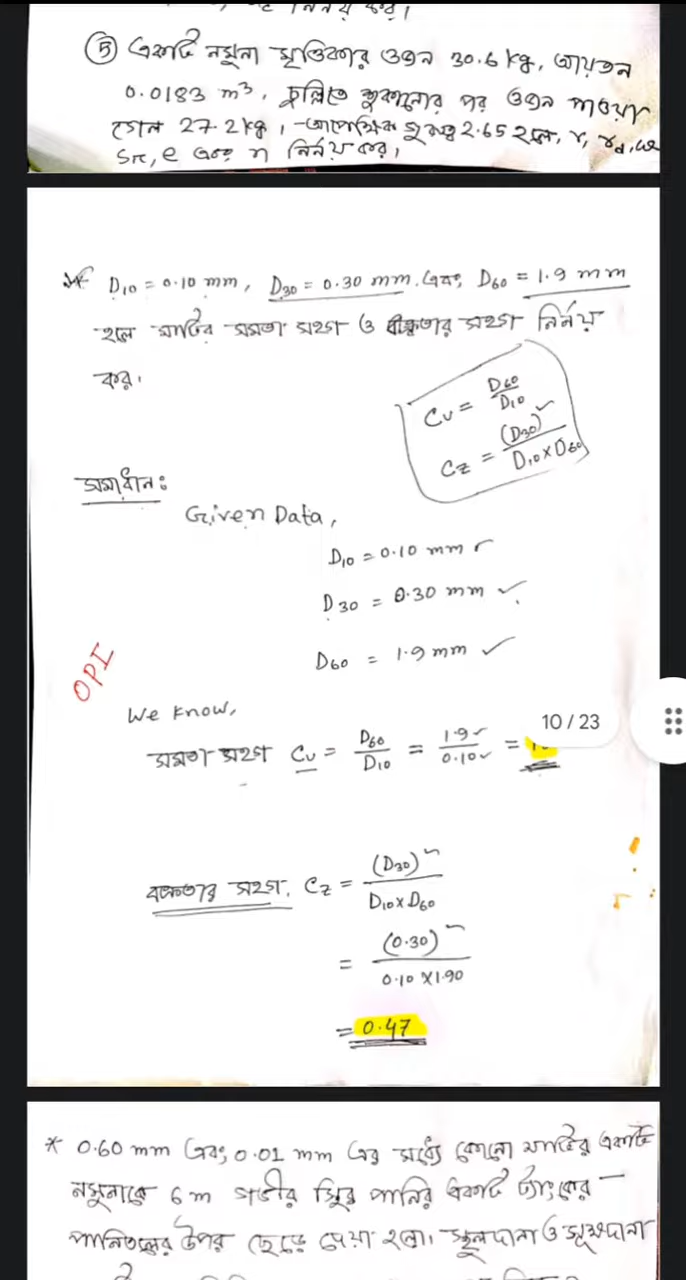 নির্নয় কর।
⑤ একটি নমুনা মৃত্তিকার ওজন 30.6 kg, আয়তন
0.0183 m³, চুল্লিতে শুকানোর পর ওজন পাওয়া
গেল 27.2 kg। আপেক্ষিক গুরুত্ব 2.65 হলে, γ, γd, ω
Sr, e এবং n নির্নয় কর।
* D10 = 0.10 mm, D30 = 0.30 mm. এবং D60 = 1.9 mm
হলে মাটির সমতা সহগ ও বক্রতার সহগ নির্নয়
কর।
Cu = D60/D10
Cz = (D30)²/D10×D60
সমাধান:
Given Data,
D10 = 0.10 mm
D30 = 0.30 mm
D60 = 1.9 mm
OPI
We know,
10 / 23
সমতা সহগ Cu = D60/D10 = 1.9/0.10 =
বক্রতার সহগ. Cz = (D30)²/D10×D60
= (0.30)²/0.10 × 1.90
= 0.47
* 0.60 mm এবং 0.01 mm এর মধ্যে কোনো মাটির একটি
নমুনাকে 6 m গভীর স্থির পানির একটি ট্যাংকের
পানিতলের উপর ছেড়ে দেয়া হলো। স্থূলদানা ও সূক্ষ্মদানা